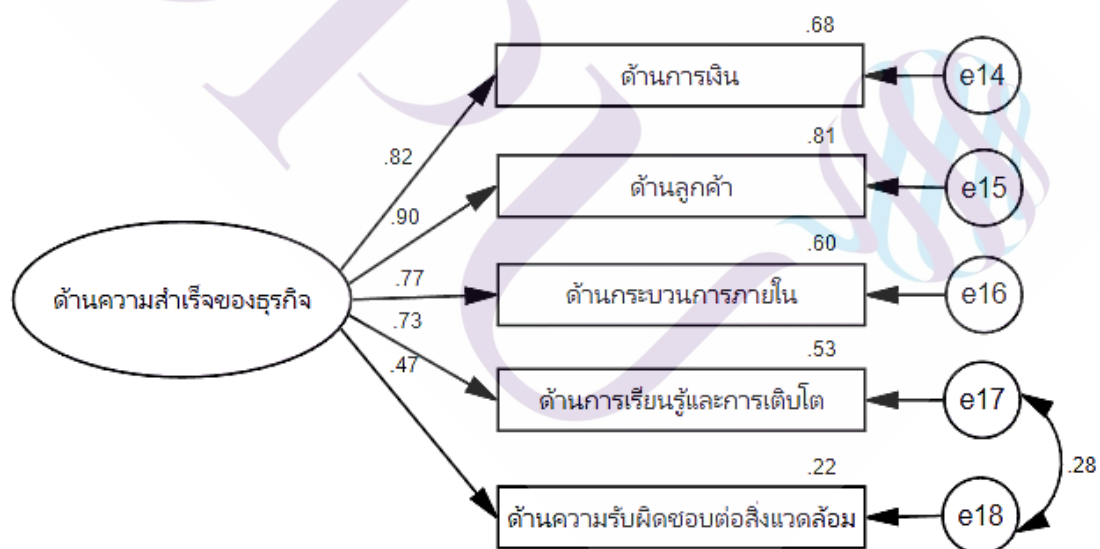 .68
ด้านการเงิน
e14
.82
.81
ด้านลูกค้า
e15
.90
.60
ด้านความสำเร็จของธุรกิจ
.77
ด้านกระบวนการภายใน
e16
.73
.53
ด้านการเรียนรู้และการเติบโต
e17
.47
.22
.28
ด้านความรับผิดชอบต่อสิ่งแวดล้อม
e18